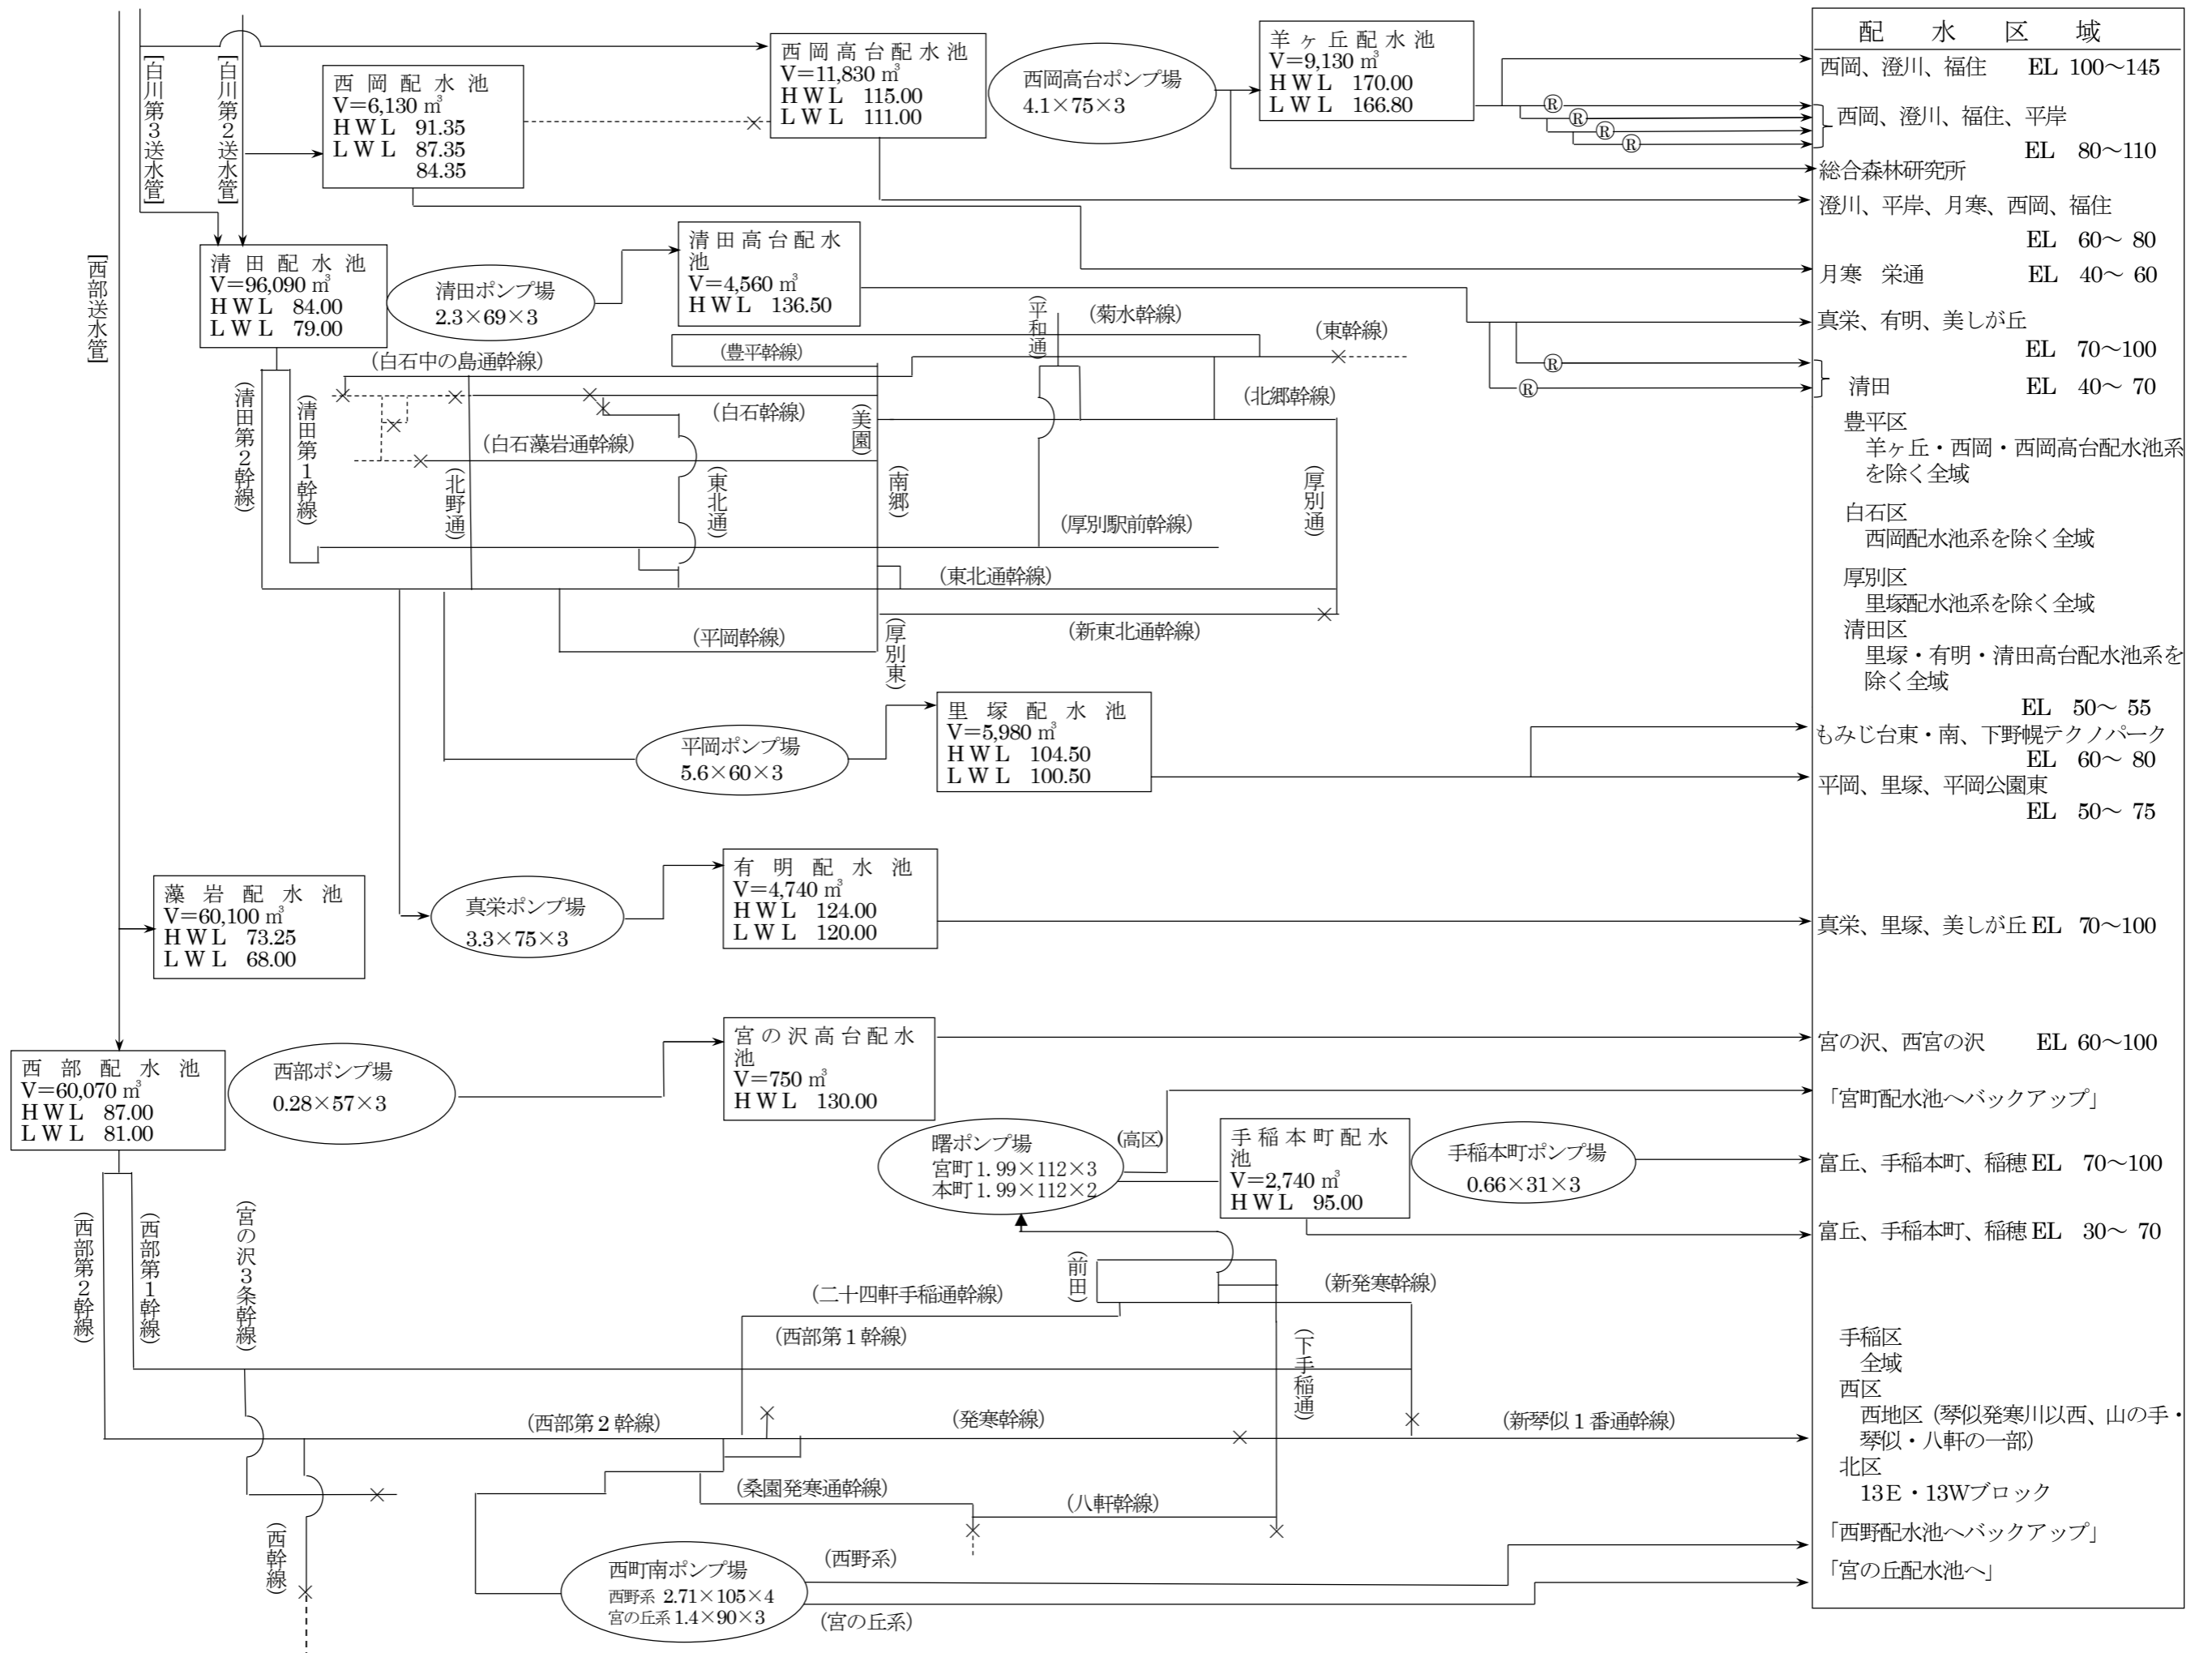 [白川第3送水管]
[白川第2送水管]
[西部送水管]
西岡配水池
V=6,130 ㎥
HWL 91.35
LWL 87.35
84.35
西岡高台配水池
V=11,830 ㎥
HWL 115.00
LWL 111.00
西岡高台ポンプ場
4.1×75×3
羊ヶ丘配水池
V=9,130 ㎥
HWL 170.00
LWL 166.80
Ⓡ
Ⓡ
Ⓡ
Ⓡ
清田配水池
V=96,090 ㎥
HWL 84.00
LWL 79.00
清田ポンプ場
2.3×69×3
清田高台配水
池
V=4,560 ㎥
HWL 136.50
Ⓡ
Ⓡ
(清田第2幹線)
(清田第1幹線)
(白石中の島通幹線)
(豊平幹線)
(平和通)
(菊水幹線)
(東幹線)
(白石幹線)
(美園)
(北郷幹線)
(白石藻岩通幹線)
(北野通)
(東北通)
(南郷)
(厚別通)
(厚別駅前幹線)
(東北通幹線)
(平岡幹線)
(厚別東)
(新東北通幹線)
平岡ポンプ場
5.6×60×3
里塚配水池
V=5,980 ㎥
HWL 104.50
LWL 100.50
藻岩配水池
V=60,100 ㎥
HWL 73.25
LWL 68.00
真栄ポンプ場
3.3×75×3
有明配水池
V=4,740 ㎥
HWL 124.00
LWL 120.00
西部配水池
V=60,070 ㎥
HWL 87.00
LWL 81.00
西部ポンプ場
0.28×57×3
宮の沢高台配水
池
V=750 ㎥
HWL 130.00
曙ポンプ場
宮町1.99×112×3
本町1.99×112×2
(高区)
手稲本町配水
池
V=2,740 ㎥
HWL 95.00
手稲本町ポンプ場
0.66×31×3
(西部第2幹線)
(西部第1幹線)
(宮の沢3条幹線)
(前田)
(二十四軒手稲通幹線)
(新発寒幹線)
(西部第1幹線)
(下手稲通)
(西部第2幹線)
(発寒幹線)
(新琴似1番通幹線)
(桑園発寒通幹線)
(八軒幹線)
(西幹線)
西町南ポンプ場
西野系 2.71×105×4
宮の丘系 1.4×90×3
(西野系)
(宮の丘系)
配水区域
西岡、澄川、福住 EL 100～145
西岡、澄川、福住、平岸
EL 80～110
総合森林研究所
澄川、平岸、月寒、西岡、福住
EL 60～ 80
月寒 栄通 EL 40～ 60
真栄、有明、美しが丘
EL 70～100
清田 EL 40～ 70
豊平区
羊ヶ丘・西岡・西岡高台配水池系
を除く全域
白石区
西岡配水池系を除く全域
厚別区
里塚配水池系を除く全域
清田区
里塚・有明・清田高台配水池系を
除く全域
EL 50～ 55
もみじ台東・南、下野幌テクノパーク
EL 60～ 80
平岡、里塚、平岡公園東
EL 50～ 75
真栄、里塚、美しが丘 EL 70～100
宮の沢、西宮の沢 EL 60～100
「宮町配水池へバックアップ」
富丘、手稲本町、稲穂 EL 70～100
富丘、手稲本町、稲穂 EL 30～ 70
手稲区
全域
西区
西地区（琴似発寒川以西、山の手・
琴似・八軒の一部）
北区
13E・13Wブロック
「西野配水池へバックアップ」
「宮の丘配水池へ」